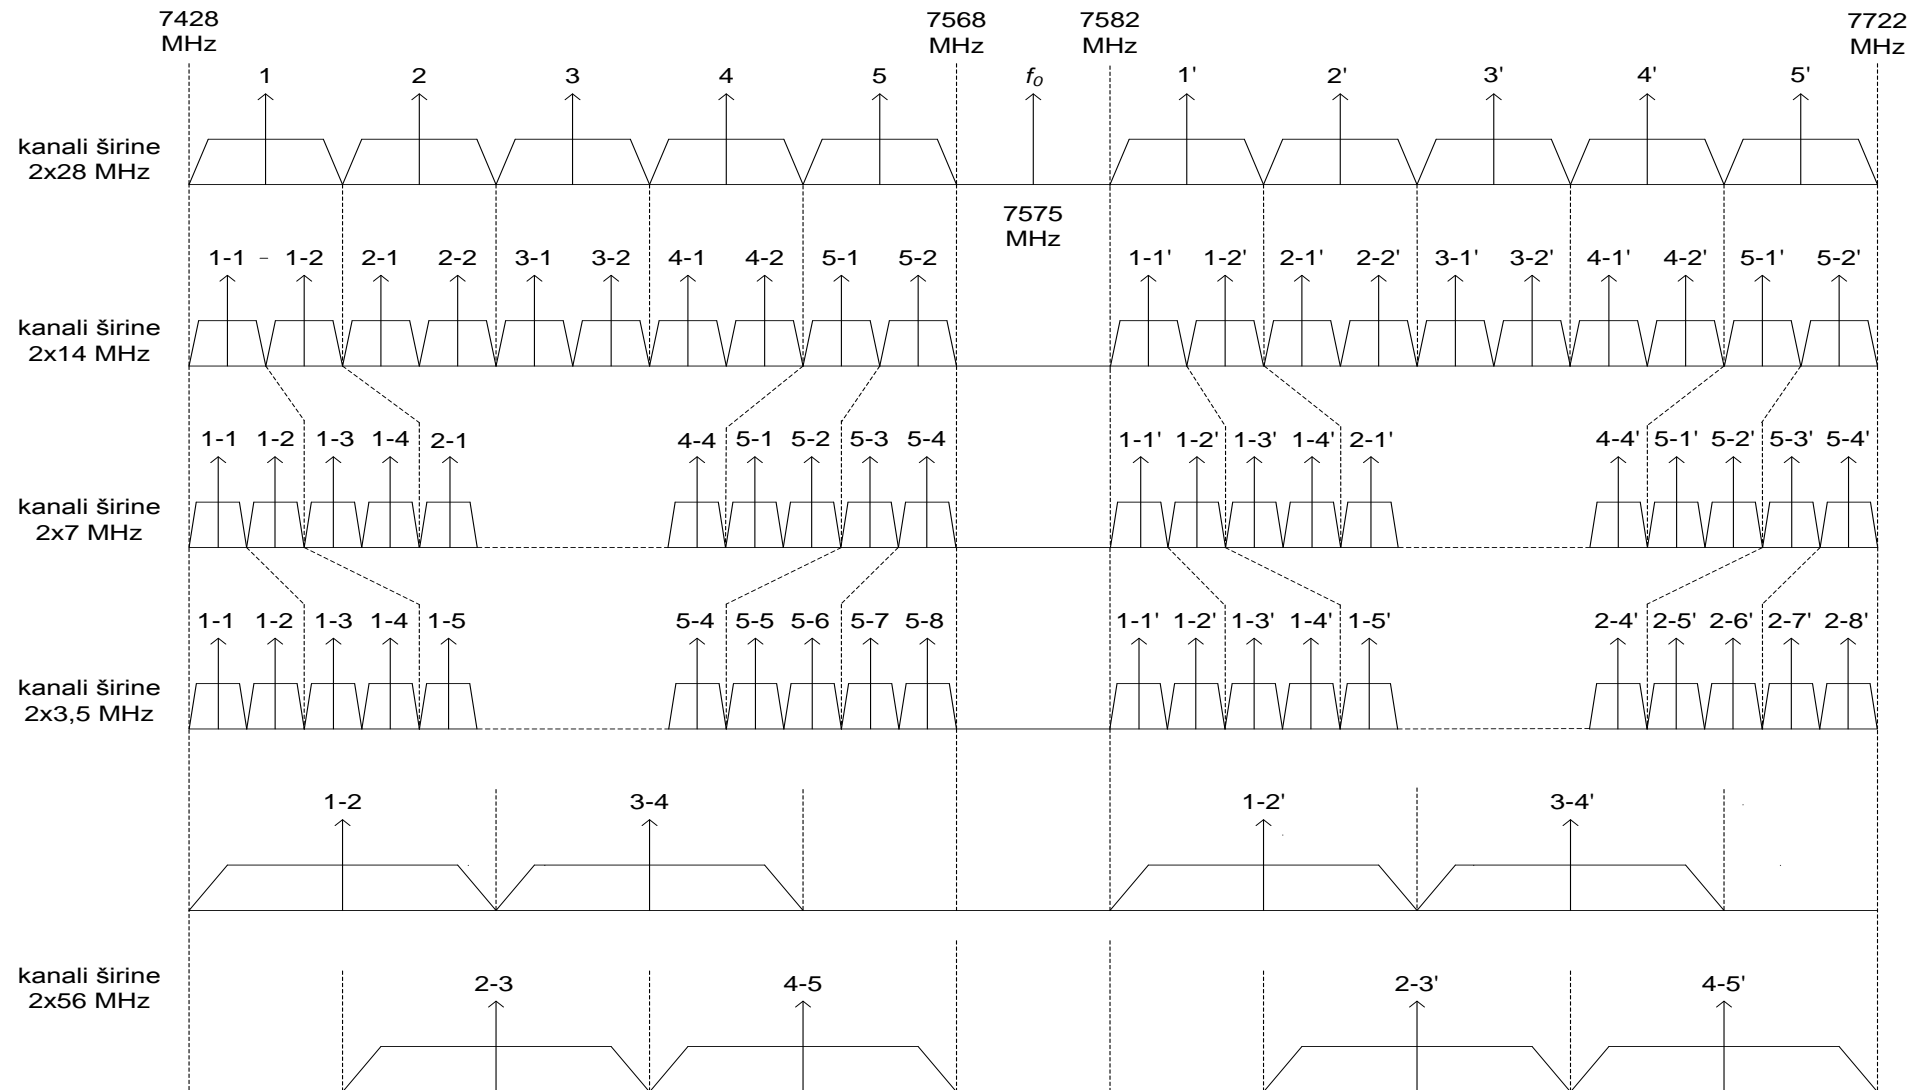 7428 7568 7582 7722
MHz MHz MHz MHz
1 2 3 4 5 f₀ 1' 2' 3' 4' 5'
kanali širine
2x28 MHz
7575
MHz
1-1 - 1-2 2-1 2-2 3-1 3-2 4-1 4-2 5-1 5-2 1-1' 1-2' 2-1' 2-2' 3-1' 3-2' 4-1' 4-2' 5-1' 5-2'
kanali širine
2x14 MHz
1-1 1-2 1-3 1-4 2-1 4-4 5-1 5-2 5-3 5-4 1-1' 1-2' 1-3' 1-4' 2-1' 4-4' 5-1' 5-2' 5-3' 5-4'
kanali širine
2x7 MHz
1-1 1-2 1-3 1-4 1-5 5-4 5-5 5-6 5-7 5-8 1-1' 1-2' 1-3' 1-4' 1-5' 2-4' 2-5' 2-6' 2-7' 2-8'
kanali širine
2x3,5 MHz
1-2 3-4 1-2' 3-4'
kanali širine
2x56 MHz
2-3 4-5 2-3' 4-5'